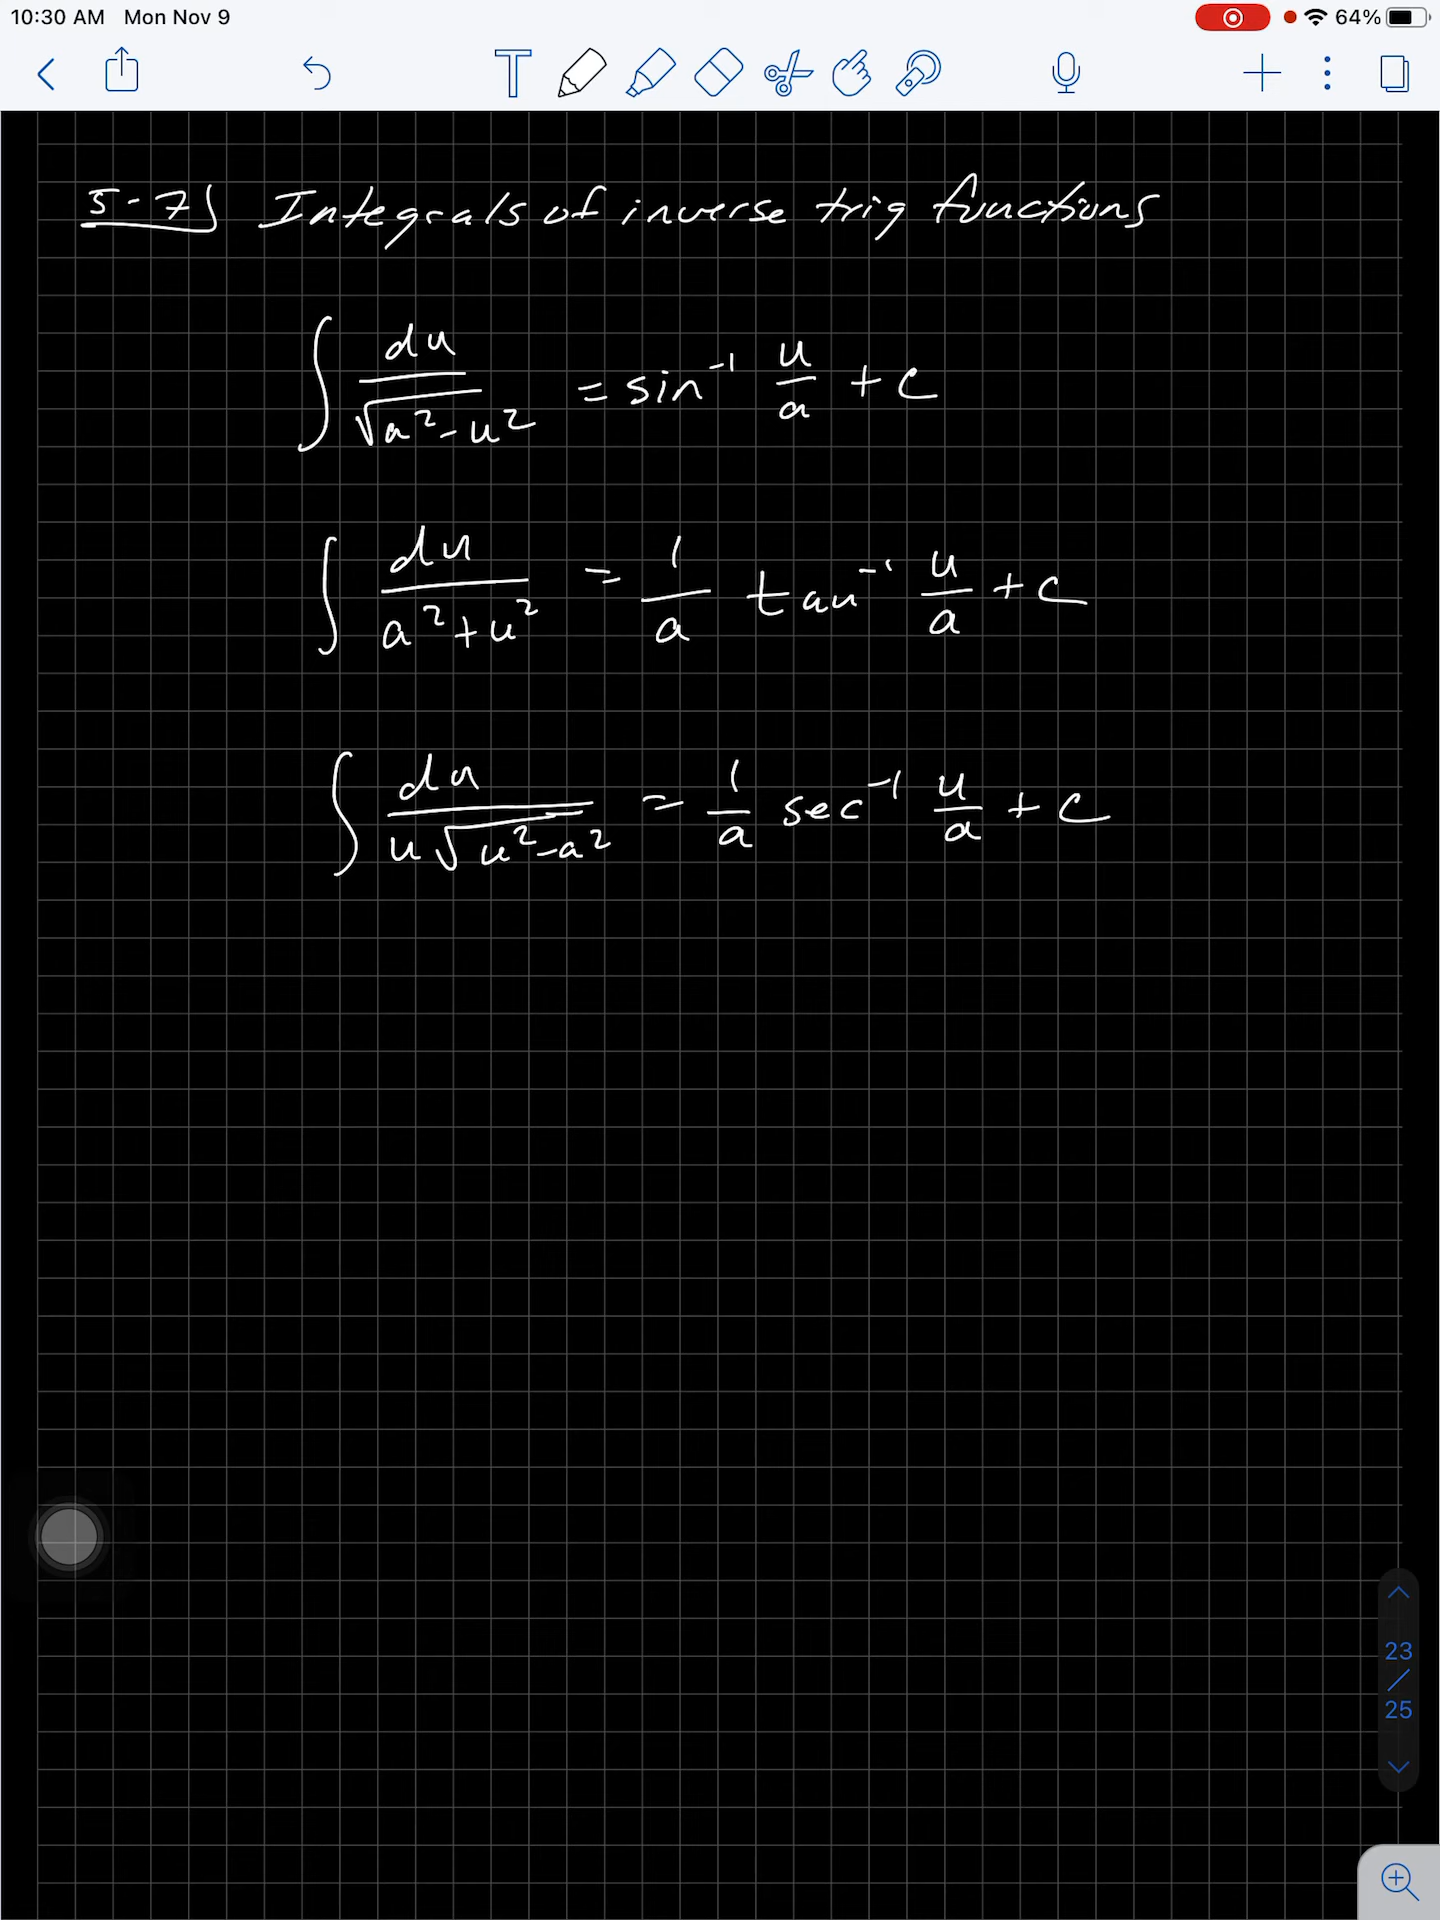 10:30 AM Mon Nov 9 64%
T
5-7) Integrals of inverse trig functions
∫ du/√(a²-u²) = sin⁻¹ u/a + c
∫ du/(a²+u²) = 1/a tan⁻¹ u/a + c
∫ du/(u√(u²-a²)) = 1/a sec⁻¹ u/a + c
23
/
25